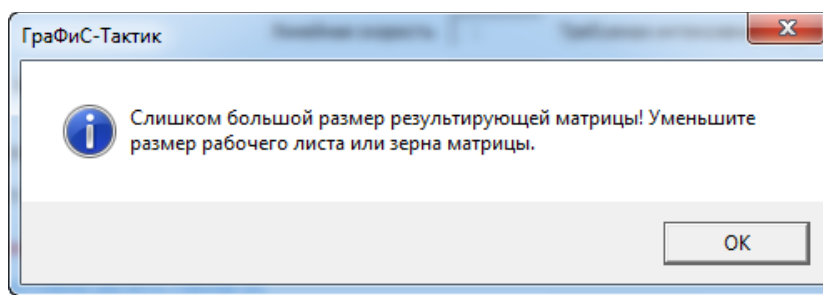 ГраФиС-Тактик
Слишком большой размер результирующей матрицы! Уменьшите
размер рабочего листа или зерна матрицы.
OK